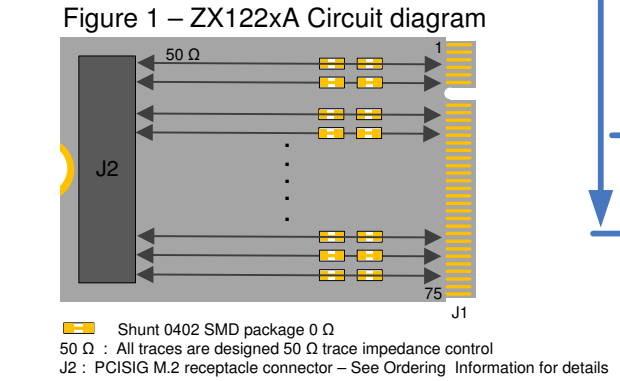 Figure 1 – ZX122xA Circuit diagram
1
50 Ω
J2
75
J1
Shunt 0402 SMD package 0 Ω
50 Ω : All traces are designed 50 Ω trace impedance control
J2 : PCISIG M.2 receptacle connector – See Ordering Information for details